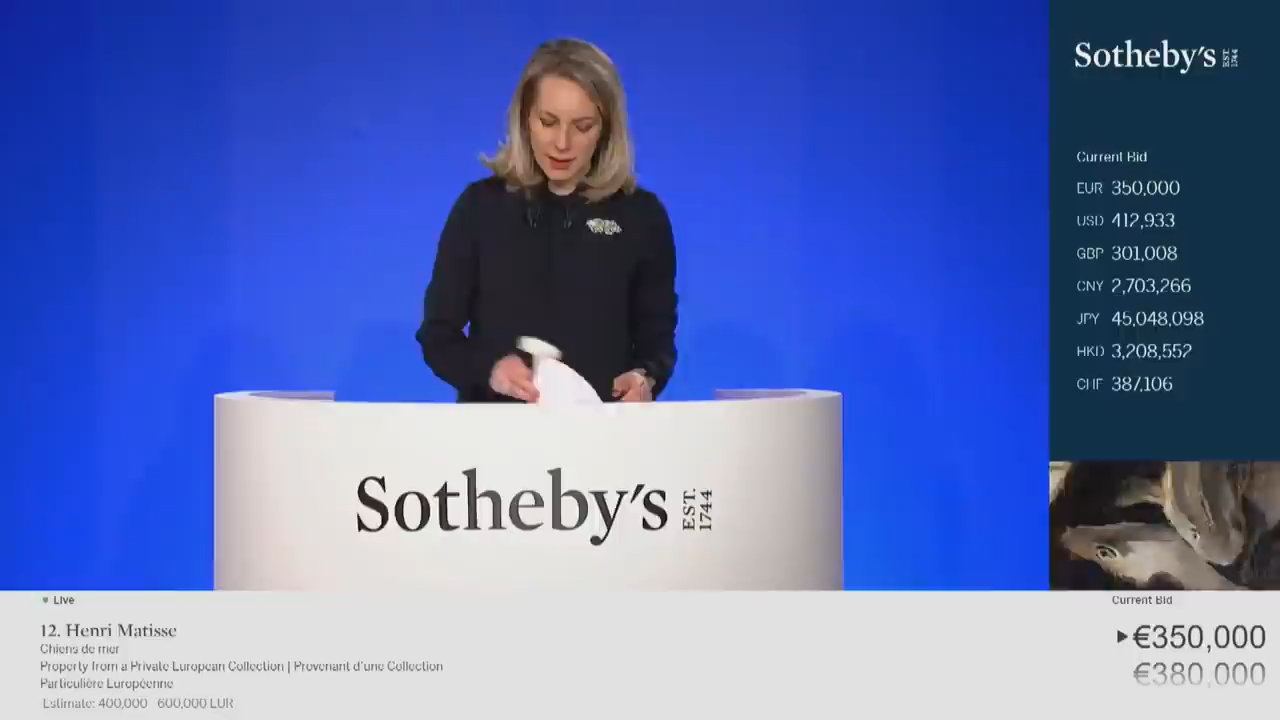 Sotheby's EST. 1744
Current Bid
EUR 350,000
USD 412,933
GBP 301,008
CNY 2,703,266
JPY 45,048,098
HKD 3,208,552
CHF 387,106
Sotheby's EST. 1744
Live
12. Henri Matisse
Chiens de mer
Property from a Private European Collection | Provenant d'une Collection
Particulière Européenne
Estimate: 400,000 - 600,000 EUR
Current Bid
€350,000
€380,000